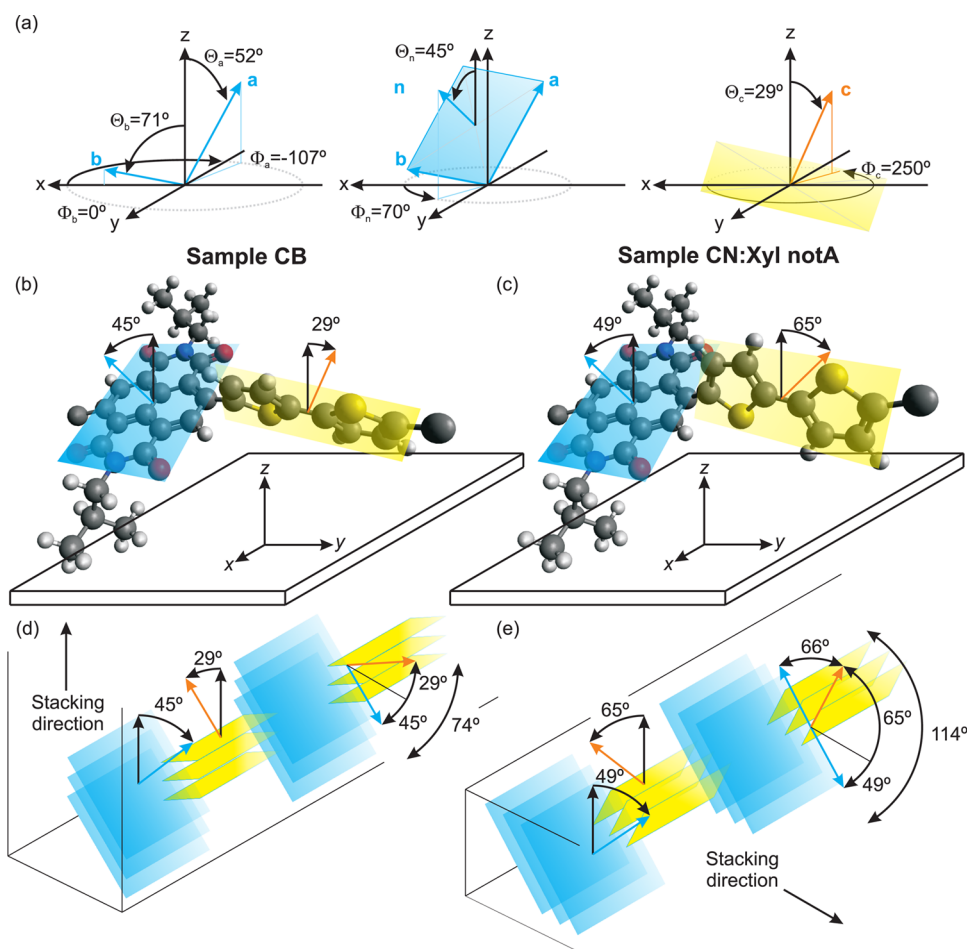 (a)
z
Θa=52º
a
Θb=71º
b
Φa=-107º
x
Φb=0º
y
z
Θn=45º
n
a
b
x
Φn=70º
y
z
Θc=29º
c
Φc=250º
x
y
Sample CB
Sample CN:Xyl notA
(b)
45º
29º
z
y
x
(c)
49º
65º
z
y
x
(d)
Stacking
direction
29º
45º
29º
45º
74º
(e)
66º
65º
65º
114º
49º
49º
Stacking
direction